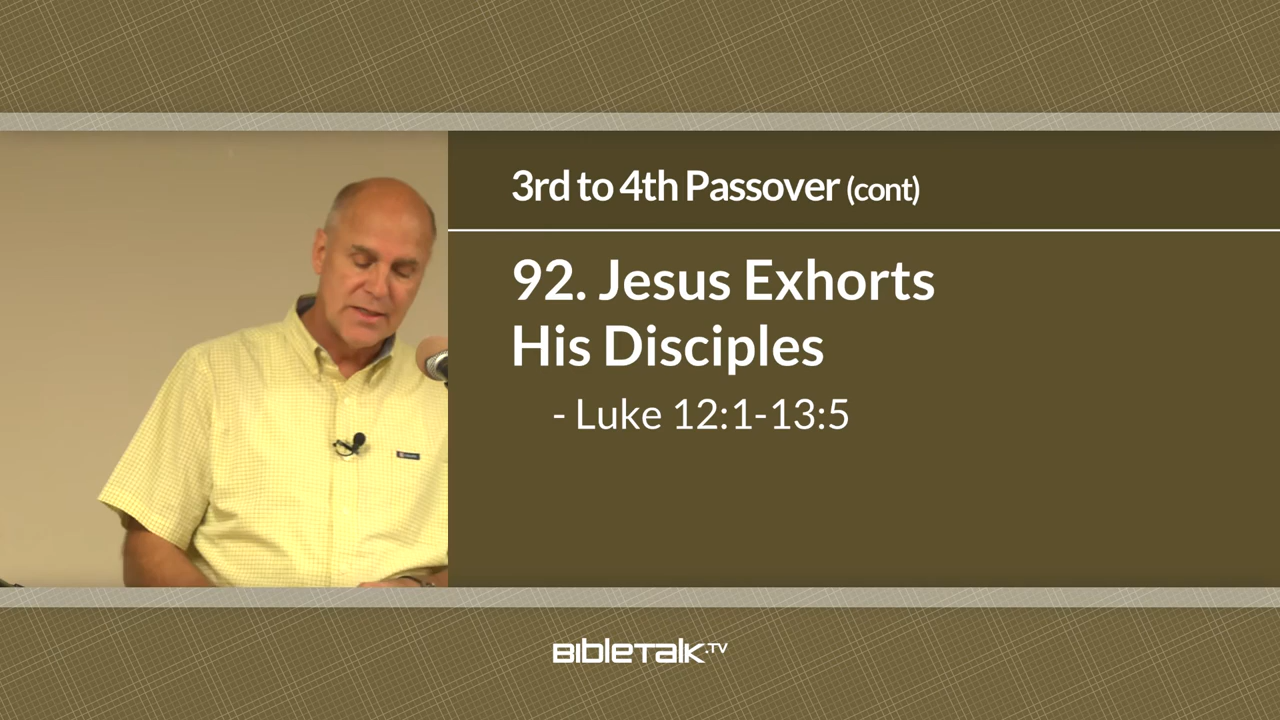 3rd to 4th Passover (cont)
92. Jesus Exhorts
His Disciples
- Luke 12:1-13:5
BibleTalk.TV